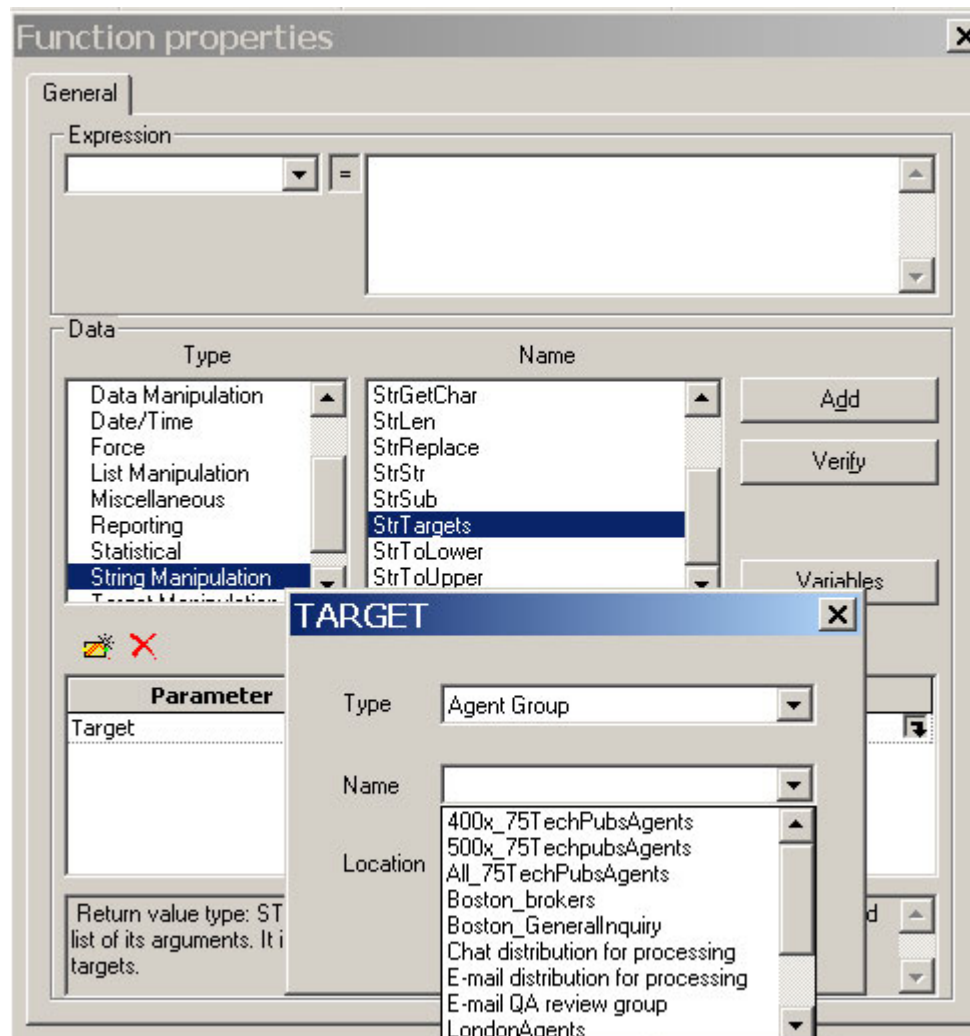 Function properties
General
Expression
=
Data
Type
Name
Data Manipulation
Date/Time
Force
List Manipulation
Miscellaneous
Reporting
Statistical
String Manipulation
Target Manipulation
StrGetChar
StrLen
StrReplace
StrStr
StrSub
StrTargets
StrToLower
StrToUpper
Add
Verify
Variables
Parameter
Target
Return value type: ST
list of its arguments. It i
targets.
d
TARGET
Type
Agent Group
Name
Location
400x_75TechPubsAgents
500x_75TechpubsAgents
All_75TechPubsAgents
Boston_brokers
Boston_GeneralInquiry
Chat distribution for processing
E-mail distribution for processing
E-mail QA review group
LondonAgents